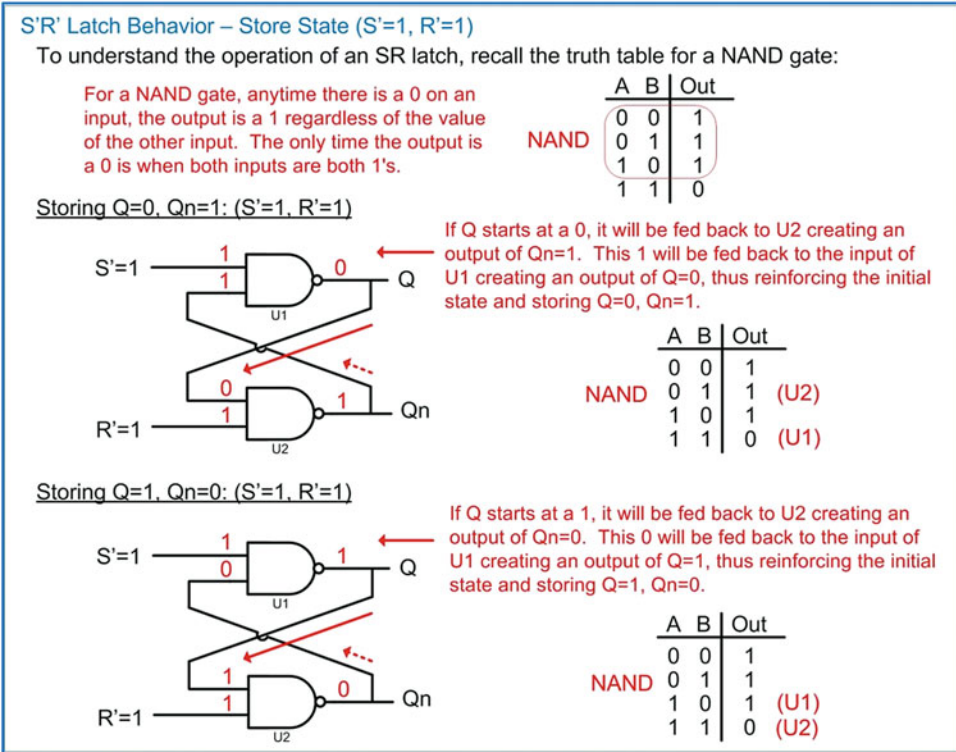 S'R' Latch Behavior – Store State (S'=1, R'=1)
To understand the operation of an SR latch, recall the truth table for a NAND gate:
For a NAND gate, anytime there is a 0 on an
input, the output is a 1 regardless of the value
of the other input. The only time the output is
a 0 is when both inputs are both 1's.
NAND
A B Out
0 0 1
0 1 1
1 0 1
1 1 0
Storing Q=0, Qn=1: (S'=1, R'=1)
If Q starts at a 0, it will be fed back to U2 creating an
output of Qn=1. This 1 will be fed back to the input of
U1 creating an output of Q=0, thus reinforcing the initial
state and storing Q=0, Qn=1.
S'=1
1
1
0
Q
U1
0
1
1
Qn
R'=1
U2
NAND
A B Out
0 0 1
0 1 1 (U2)
1 0 1
1 1 0 (U1)
Storing Q=1, Qn=0: (S'=1, R'=1)
If Q starts at a 1, it will be fed back to U2 creating an
output of Qn=0. This 0 will be fed back to the input of
U1 creating an output of Q=1, thus reinforcing the initial
state and storing Q=1, Qn=0.
S'=1
1
0
1
Q
U1
1
1
0
Qn
R'=1
U2
NAND
A B Out
0 0 1
0 1 1
1 0 1 (U1)
1 1 0 (U2)